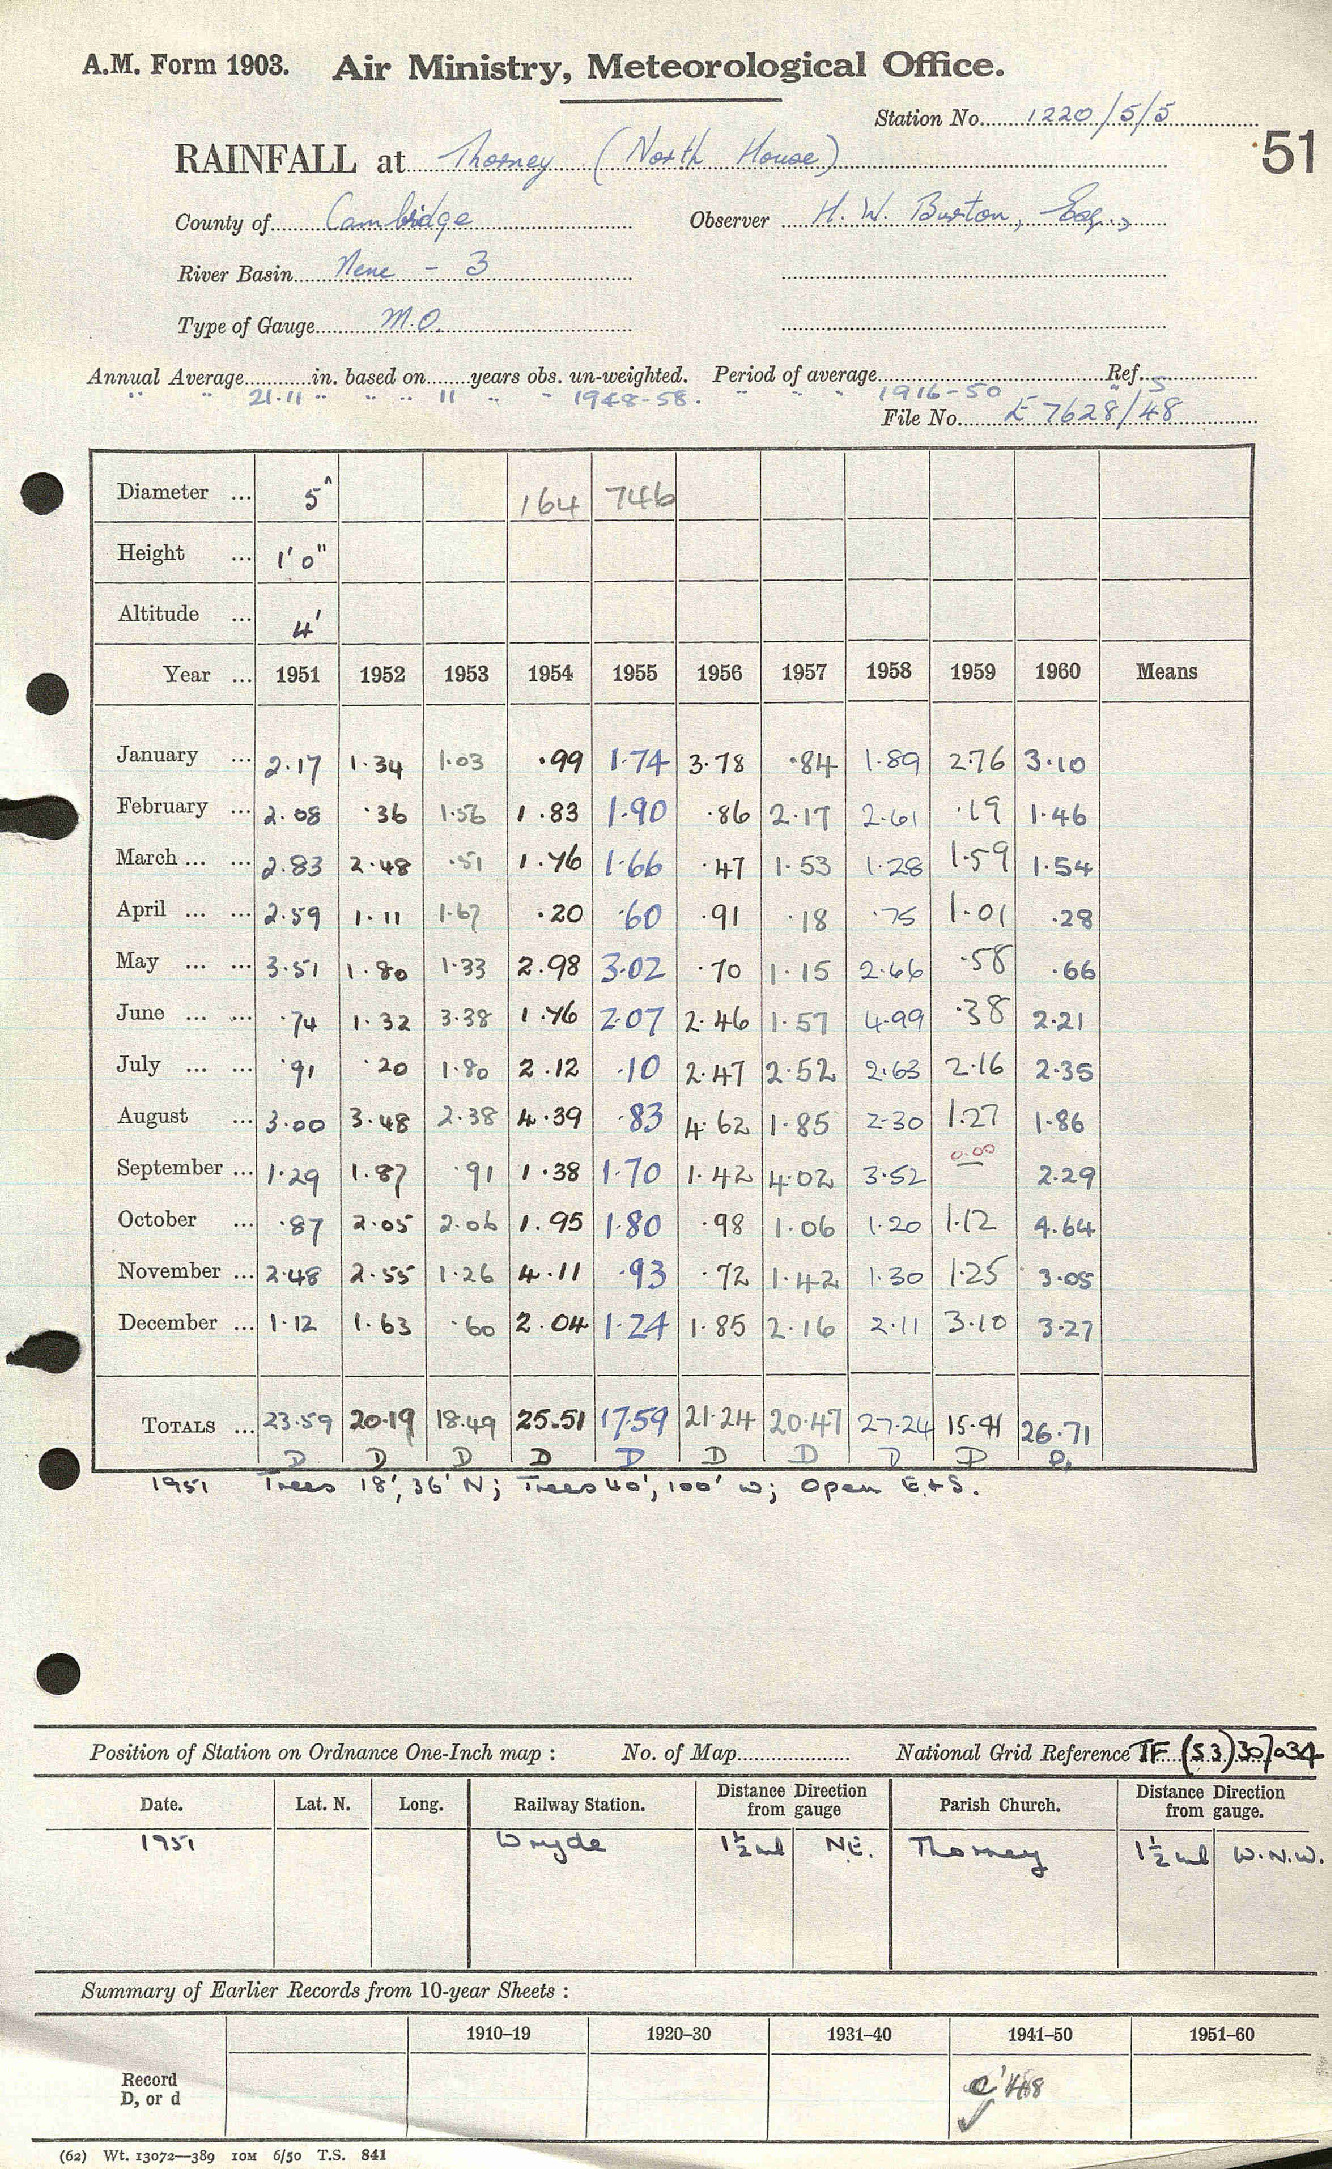 A.M. Form 1903. Air Ministry, Meteorological Office.
Station No. 1220/5/5
51
RAINFALL at Thorney (North House)
County of Cambridge Observer H. W. Burton, Esq.,
River Basin Nene - 3
Type of Gauge M.O.
Annual Average in. based on years obs. un-weighted. Period of average Ref.
" " 21.11 " " " 11 " " 1948-58. " " " 1916-50 " S
File No. E 7628/48
Diameter ... 5" 164 746
Height ... 1' 0"
Altitude ... 4'
Year ... 1951 1952 1953 1954 1955 1956 1957 1958 1959 1960 Means
January ... 2.17 1.34 1.03 .99 1.74 3.78 .84 1.89 2.76 3.10
February ... 2.08 .36 1.56 1.83 1.90 .86 2.17 2.61 .19 1.46
March ... ... 2.83 2.48 .51 1.76 1.66 .47 1.53 1.28 1.59 1.54
April ... ... 2.59 1.11 1.67 .20 .60 .91 .18 .75 1.01 .28
May ... ... 3.51 1.80 1.33 2.98 3.02 .70 1.15 2.66 .58 .66
June ... ... .74 1.32 3.38 1.76 2.07 2.46 1.57 4.99 .38 2.21
July ... ... .91 .20 1.80 2.12 .10 2.47 2.52 2.63 2.16 2.35
August ... 3.00 3.48 2.38 4.39 .83 4.62 1.85 2.30 1.27 1.86
September ... 1.29 1.87 .91 1.38 1.70 1.42 4.02 3.52 0.00 2.29
October ... .87 2.05 2.06 1.95 1.80 .98 1.06 1.20 1.12 4.64
November ... 2.48 2.55 1.26 4.11 .93 .72 1.42 1.30 1.25 3.05
December ... 1.12 1.63 .60 2.04 1.24 1.85 2.16 2.11 3.10 3.27
TOTALS ... 23.59 20.19 18.49 25.51 17.59 21.24 20.47 27.24 15.41 26.71
D D D D D D D D D D.
1951 Trees 18', 36' N; Trees 40', 100' W; Open E+S.
Position of Station on Ordnance One-Inch map : No. of Map National Grid Reference TF (53) 307034
Date. Lat. N. Long. Railway Station. Distance Direction from gauge Parish Church. Distance Direction from gauge.
1951 Wryde 1½ ml NE. Thorney 1½ ml W.N.W.
Summary of Earlier Records from 10-year Sheets :
1910–19 1920–30 1931–40 1941–50 1951–60
Record
D, or d
c' 48
(62) Wt. 13072—389 10M 6/50 T.S. 841